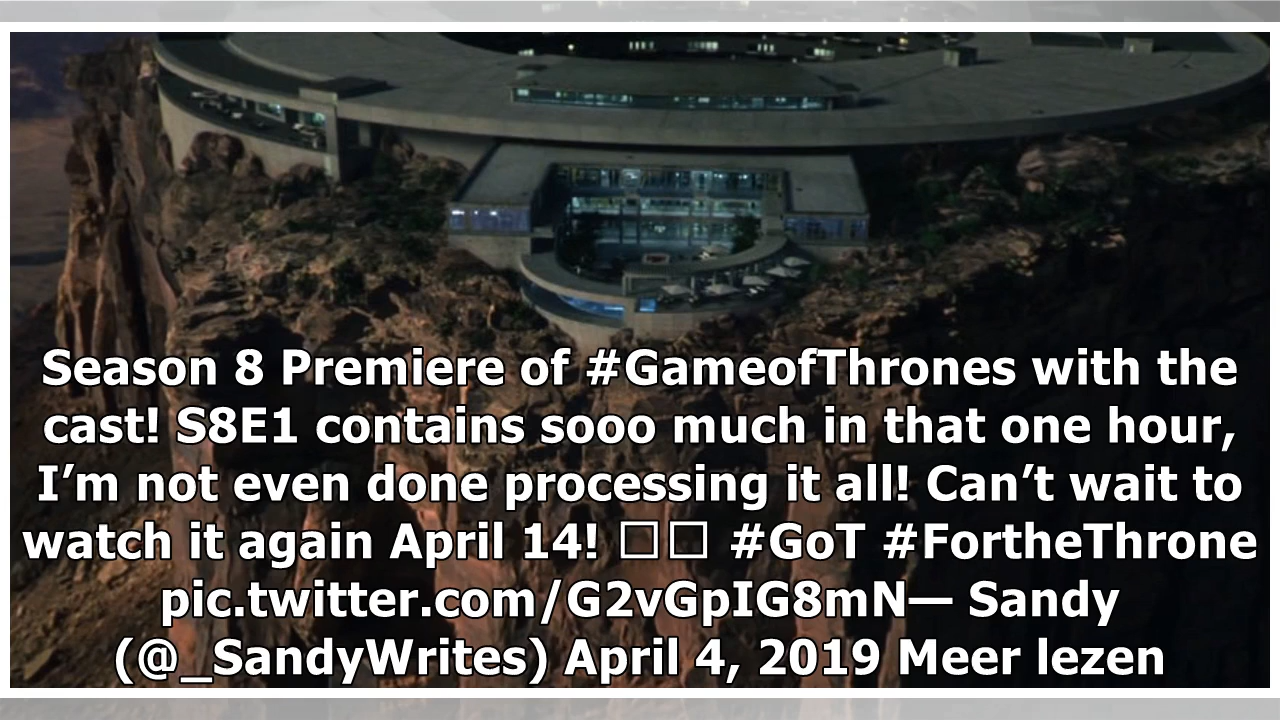 Season 8 Premiere of #GameofThrones with the
cast! S8E1 contains sooo much in that one hour,
I’m not even done processing it all! Can’t wait to
watch it again April 14! □□ #GoT #FortheThrone
pic.twitter.com/G2vGpIG8mN— Sandy
(@_SandyWrites) April 4, 2019 Meer lezen